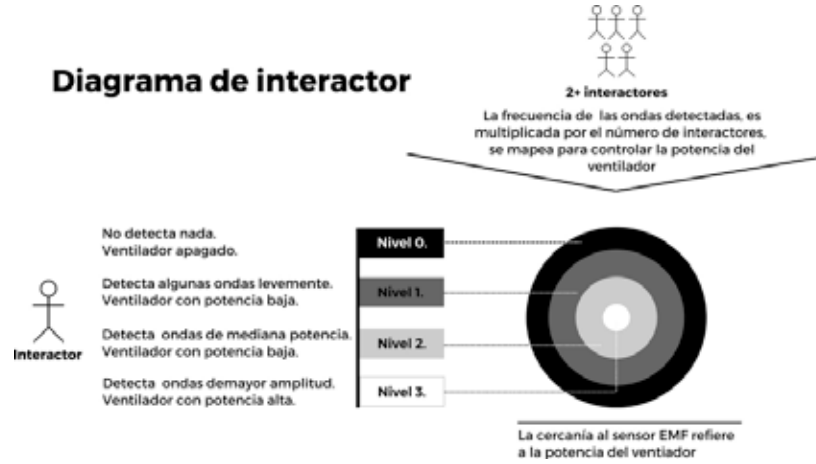 Diagrama de interactor
2+ interactores
La frecuencia de las ondas detectadas, es
multiplicada por el número de interactores,
se mapea para controlar la potencia del
ventilador
No detecta nada.
Ventilador apagado.
Nivel 0.
Detecta algunas ondas levemente.
Ventilador con potencia baja.
Nivel 1.
Detecta ondas de mediana potencia.
Ventilador con potencia baja.
Nivel 2.
Interactor
Detecta ondas demayor amplitud.
Ventilador con potencia alta.
Nivel 3.
La cercanía al sensor EMF refiere
a la potencia del ventiador